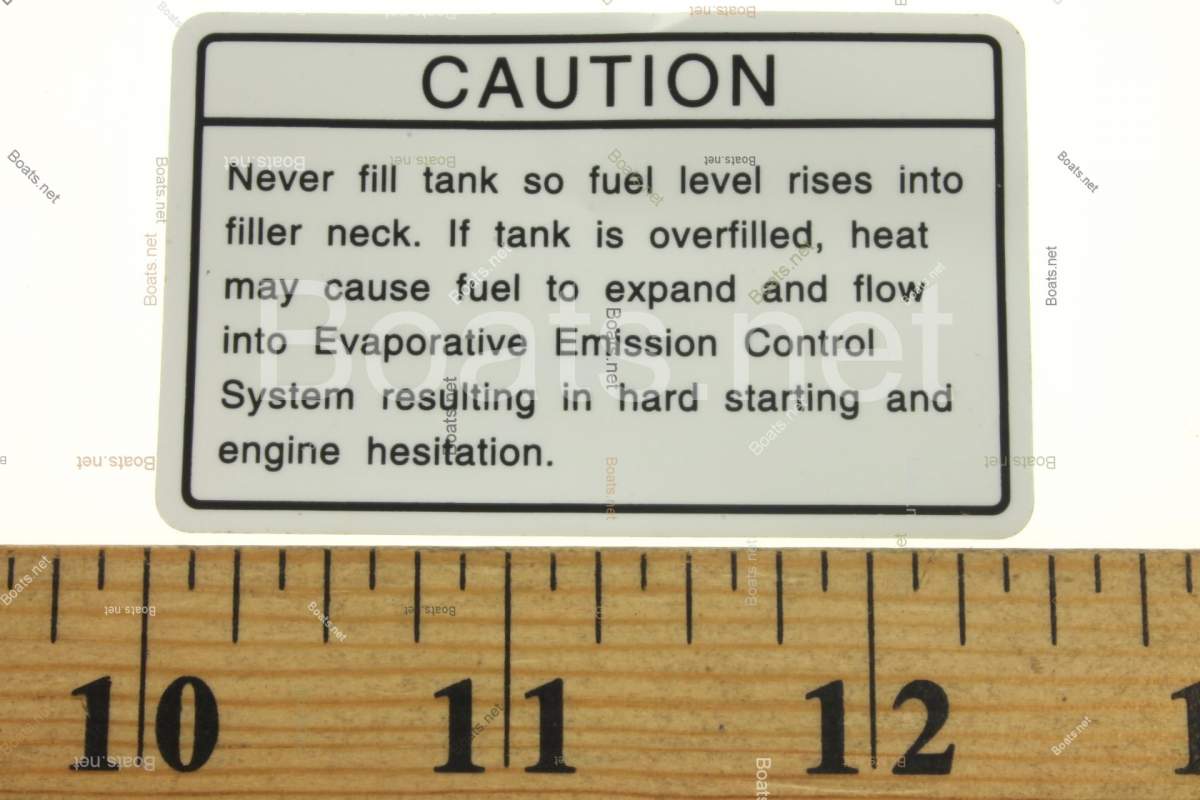 CAUTION
Never fill tank so fuel level rises into
filler neck. If tank is overfilled, heat
may cause fuel to expand and flow
into Evaporative Emission Control
System resulting in hard starting and
engine hesitation.
Boats.net
10 11 12 1